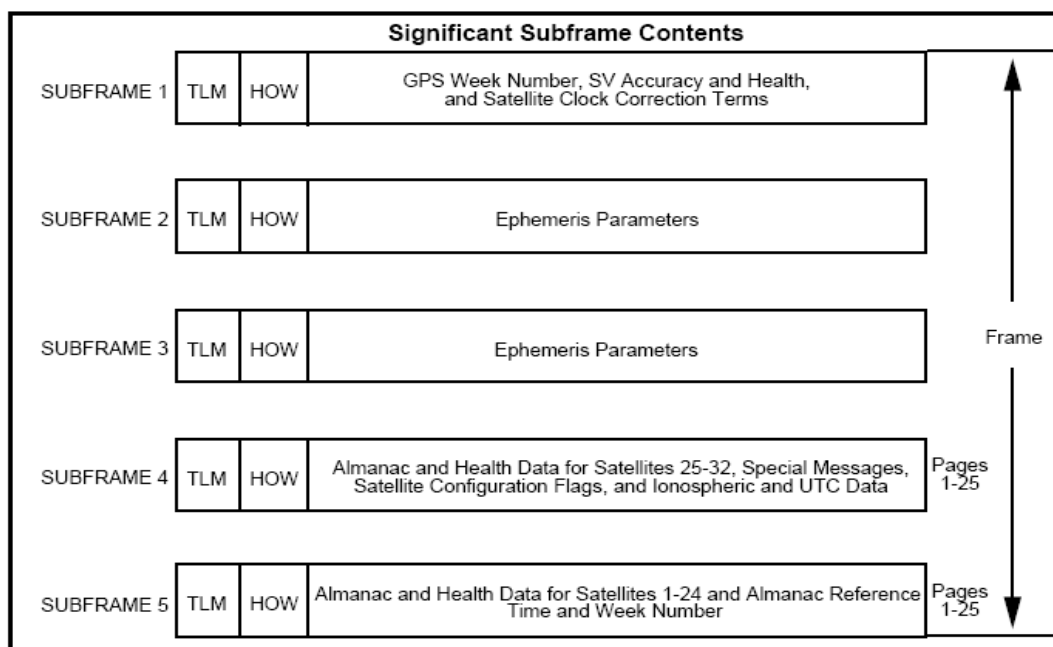 Significant Subframe Contents
SUBFRAME 1 TLM HOW GPS Week Number, SV Accuracy and Health,
and Satellite Clock Correction Terms
SUBFRAME 2 TLM HOW Ephemeris Parameters
SUBFRAME 3 TLM HOW Ephemeris Parameters
Frame
SUBFRAME 4 TLM HOW Almanac and Health Data for Satellites 25-32, Special Messages,
Satellite Configuration Flags, and Ionospheric and UTC Data
Pages
1-25
SUBFRAME 5 TLM HOW Almanac and Health Data for Satellites 1-24 and Almanac Reference
Time and Week Number
Pages
1-25